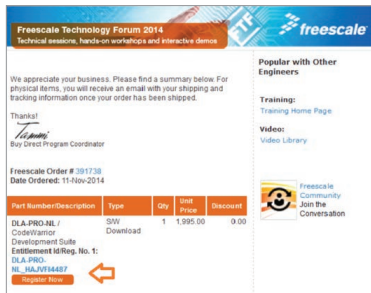 Freescale Technology Forum 2014
Technical sessions, hands-on workshops and interactive demos
FTF
freescale
We appreciate your business. Please find a summary below. For
physical items, you will receive an email with your shipping and
tracking information once your order has been shipped.
Thanks!
Tammi
Buy Direct Program Coordinator
Freescale Order # 391738
Date Ordered: 11-Nov-2014
Part Number/Description Type Qty Unit Price Discount
DLA-PRO-NL / S/W 1 1,995.00 0.00
CodeWarrior Download
Development Suite
Entitlement Id/Reg. No. 1:
DLA-PRO-
NL_HAJVFI4487
Register Now
Popular with Other
Engineers
Training:
Training Home Page
Video:
Video Library
Freescale
Community
Join the
Conversation